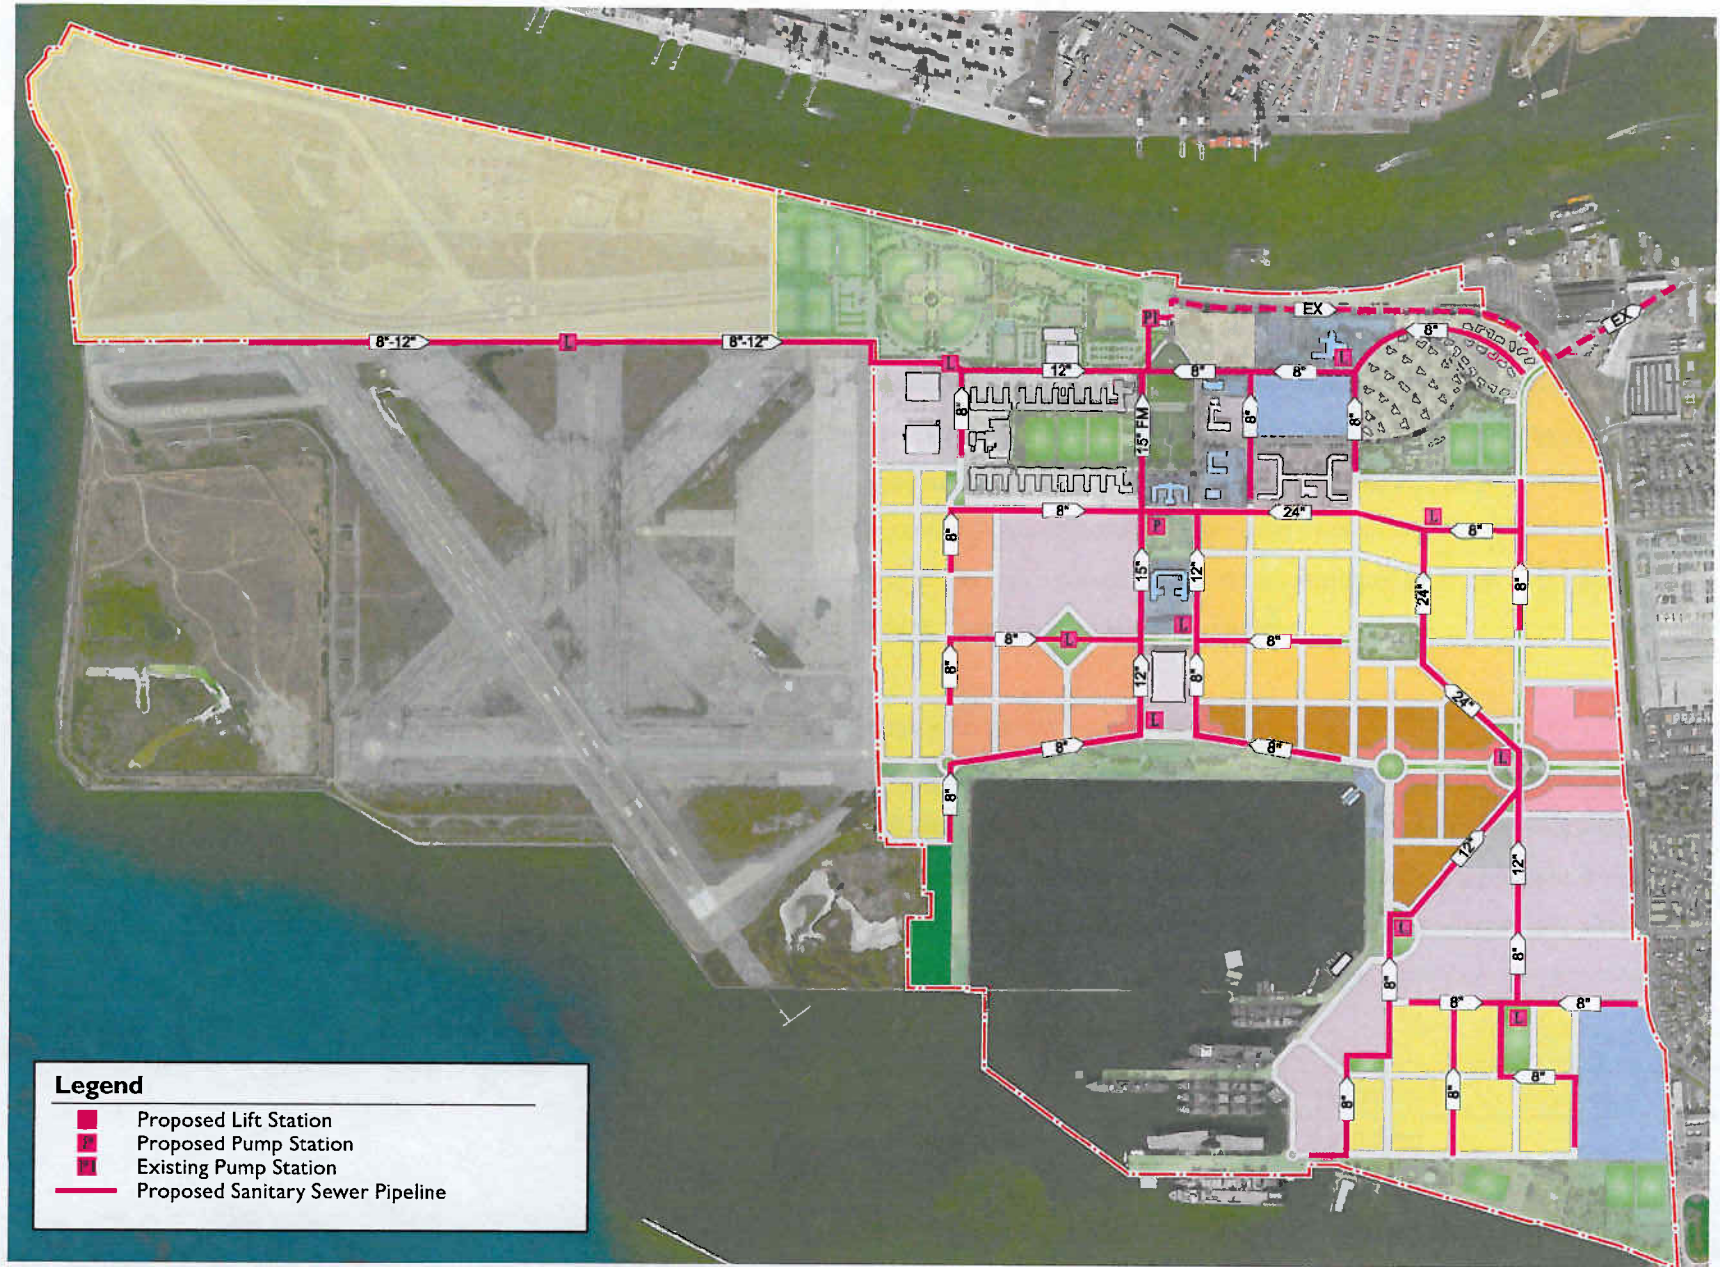 EX
EX
8"
8"-12"
L
8"-12"
P1
L
L
12"
8"
8"
8"
8"
8"
15" FM
8"
24"
L
P
8"
8"
15"
12"
24"
8"
L
8"
L
8"
8"
12"
8"
24"
L
8"
8"
L
8"
12"
12"
L
8"
8"
8"
8"
L
8"
8"
8"
Legend
Proposed Lift Station
P Proposed Pump Station
P1 Existing Pump Station
Proposed Sanitary Sewer Pipeline